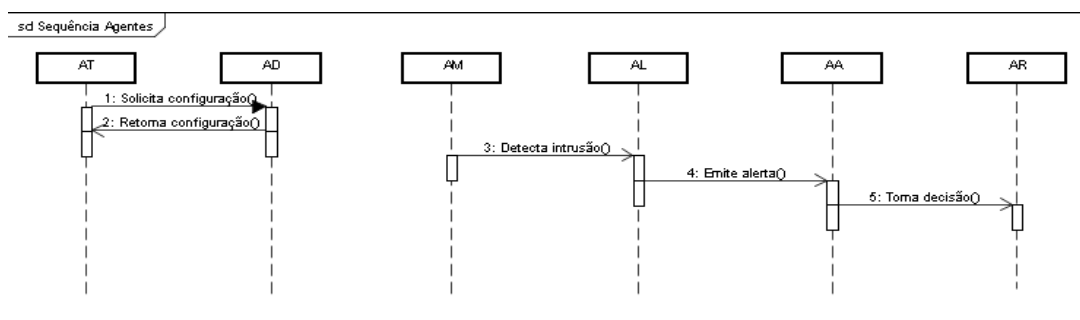 sd Sequência Agentes
AT
AD
AM
AL
AA
AR
1: Solicita configuração()
2: Retorna configuração()
3: Detecta intrusão()
4: Emite alerta()
5: Toma decisão()